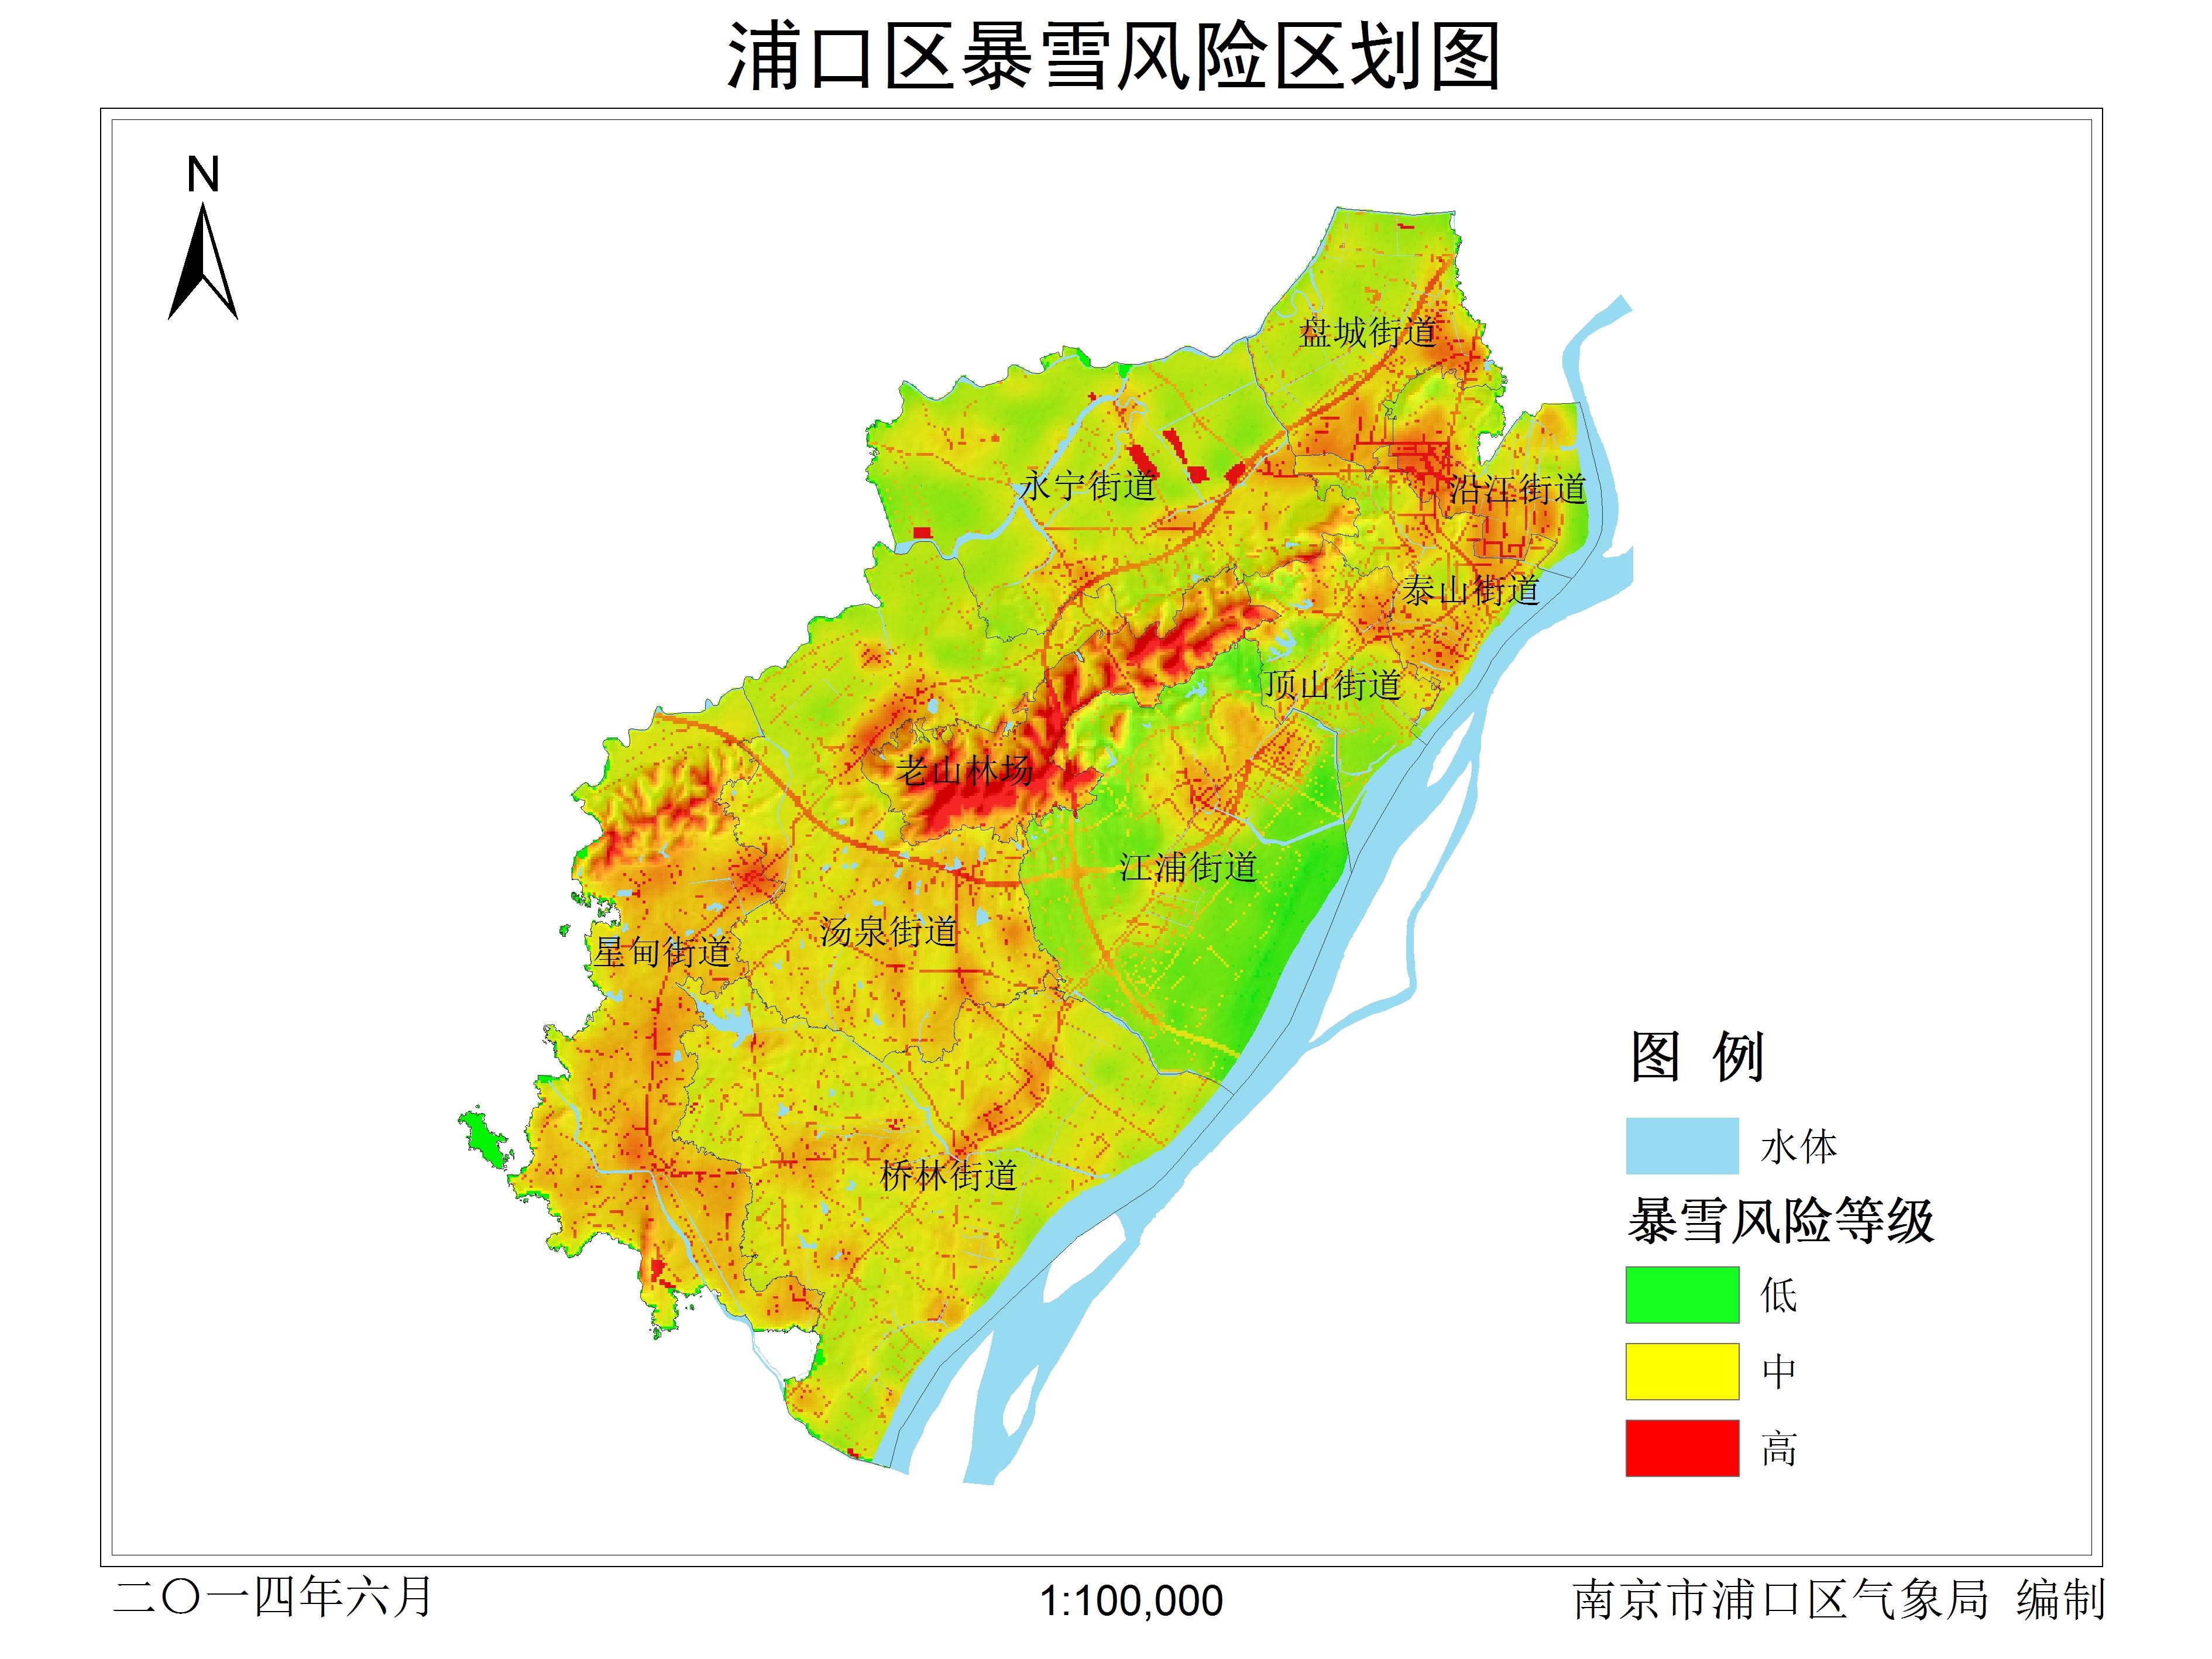 浦口区暴雪风险区划图
N
盘城街道
永宁街道
沿江街道
泰山街道
顶山街道
老山林场
江浦街道
汤泉街道
星甸街道
桥林街道
图 例
水体
暴雪风险等级
低
中
高
二〇一四年六月
1:100,000
南京市浦口区气象局 编制